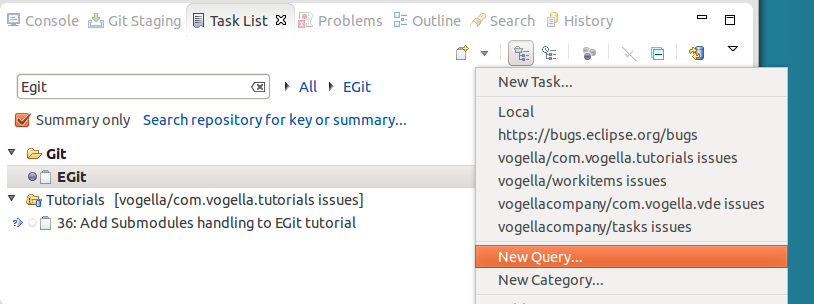 Console Git Staging Task List Problems Outline Search History
Egit All EGit
Summary only Search repository for key or summary...
Git
EGit
Tutorials [vogella/com.vogella.tutorials issues]
36: Add Submodules handling to EGit tutorial
New Task...
Local
https://bugs.eclipse.org/bugs
vogella/com.vogella.tutorials issues
vogella/workitems issues
vogellacompany/com.vogella.vde issues
vogellacompany/tasks issues
New Query...
New Category...